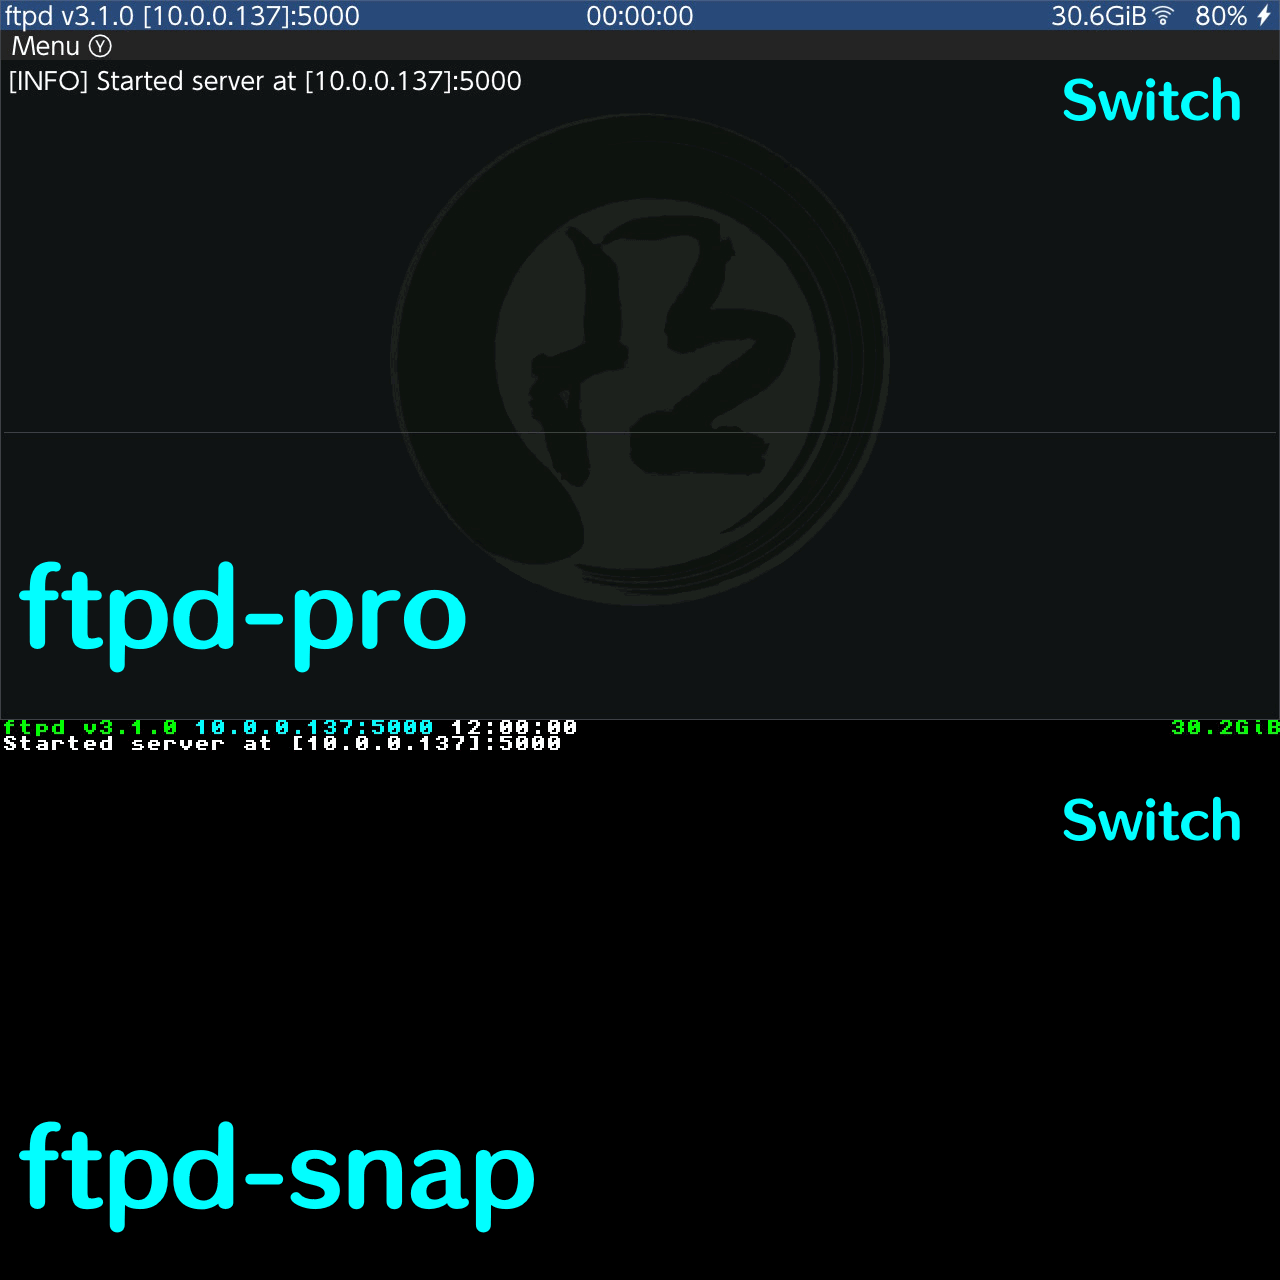 ftpd v3.1.0 [10.0.0.137]:5000 00:00:00 30.6GiB 80%
Menu Ⓨ
[INFO] Started server at [10.0.0.137]:5000
Switch
ftpd-pro
ftpd v3.1.0 10.0.0.137:5000 12:00:00 30.2GiB
Started server at [10.0.0.137]:5000
Switch
ftpd-snap